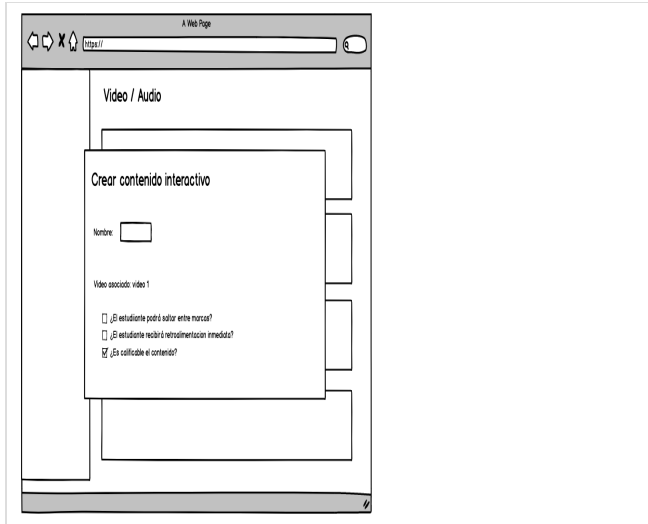 A Web Page
https://
Video / Audio
Crear contenido interactivo
Nombre:
Video asociado: video 1
¿El estudiante podrá saltar entre marcas?
¿El estudiante recibirá retroalimentacion inmediata?
¿Es calificable el contenido?